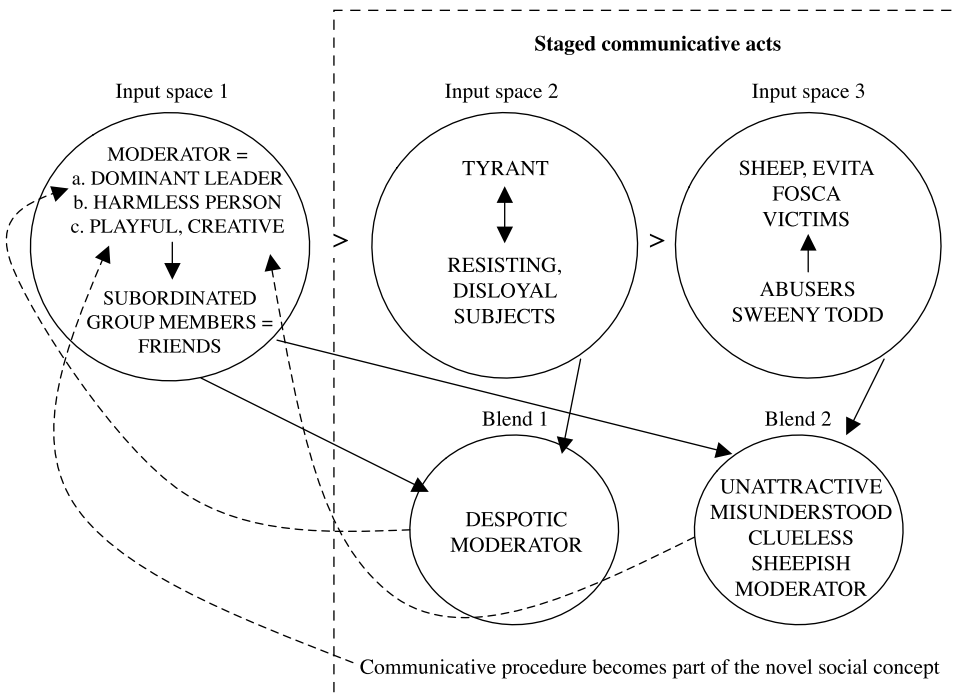 Staged communicative acts
Input space 1
MODERATOR =
a. DOMINANT LEADER
b. HARMLESS PERSON
c. PLAYFUL, CREATIVE
SUBORDINATED
GROUP MEMBERS =
FRIENDS
>
Input space 2
TYRANT
RESISTING,
DISLOYAL
SUBJECTS
>
Input space 3
SHEEP, EVITA
FOSCA
VICTIMS
ABUSERS
SWEENY TODD
Blend 1
DESPOTIC
MODERATOR
Blend 2
UNATTRACTIVE
MISUNDERSTOOD
CLUELESS
SHEEPISH
MODERATOR
Communicative procedure becomes part of the novel social concept